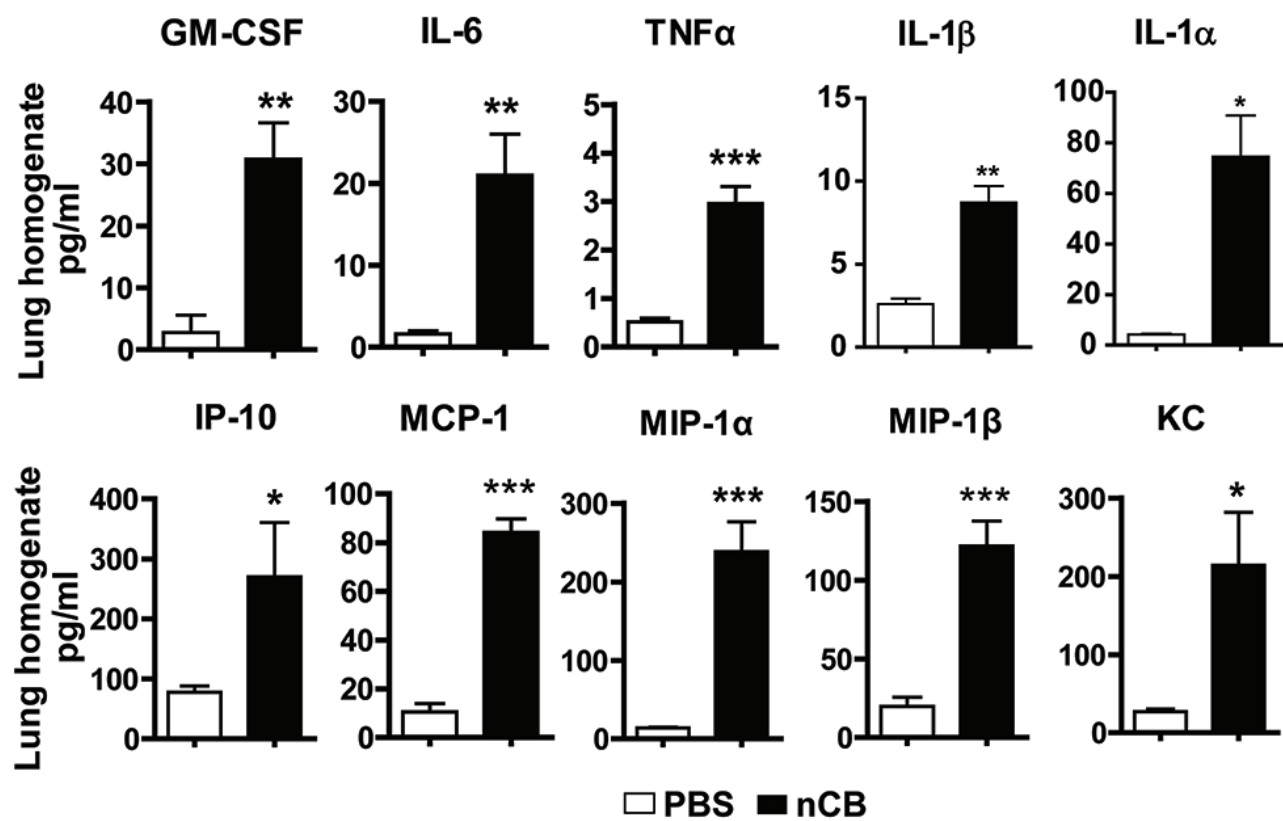 GM-CSF IL-6 TNFα IL-1β IL-1α
Lung homogenate
pg/ml
40 30 20 10 0
**
30 20 10 0
**
5 4 3 2 1 0
***
15 10 5 0
**
100 80 60 40 20 0
*
IP-10 MCP-1 MIP-1α MIP-1β KC
Lung homogenate
pg/ml
400 300 200 100 0
*
100 80 60 40 20 0
***
300 200 100 0
***
150 100 50 0
***
300 200 100 0
*
PBS nCB